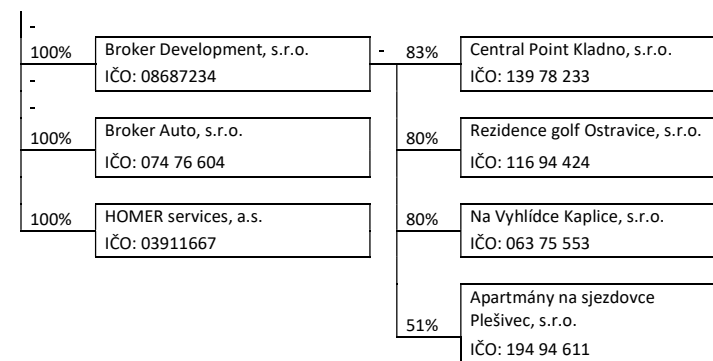 -
100%
Broker Development, s.r.o.
IČO: 08687234
-
83%
Central Point Kladno, s.r.o.
IČO: 139 78 233
-
-
100%
Broker Auto, s.r.o.
IČO: 074 76 604
80%
Rezidence golf Ostravice, s.r.o.
IČO: 116 94 424
100%
HOMER services, a.s.
IČO: 03911667
80%
Na Vyhlídce Kaplice, s.r.o.
IČO: 063 75 553
51%
Apartmány na sjezdovce
Plešivec, s.r.o.
IČO: 194 94 611